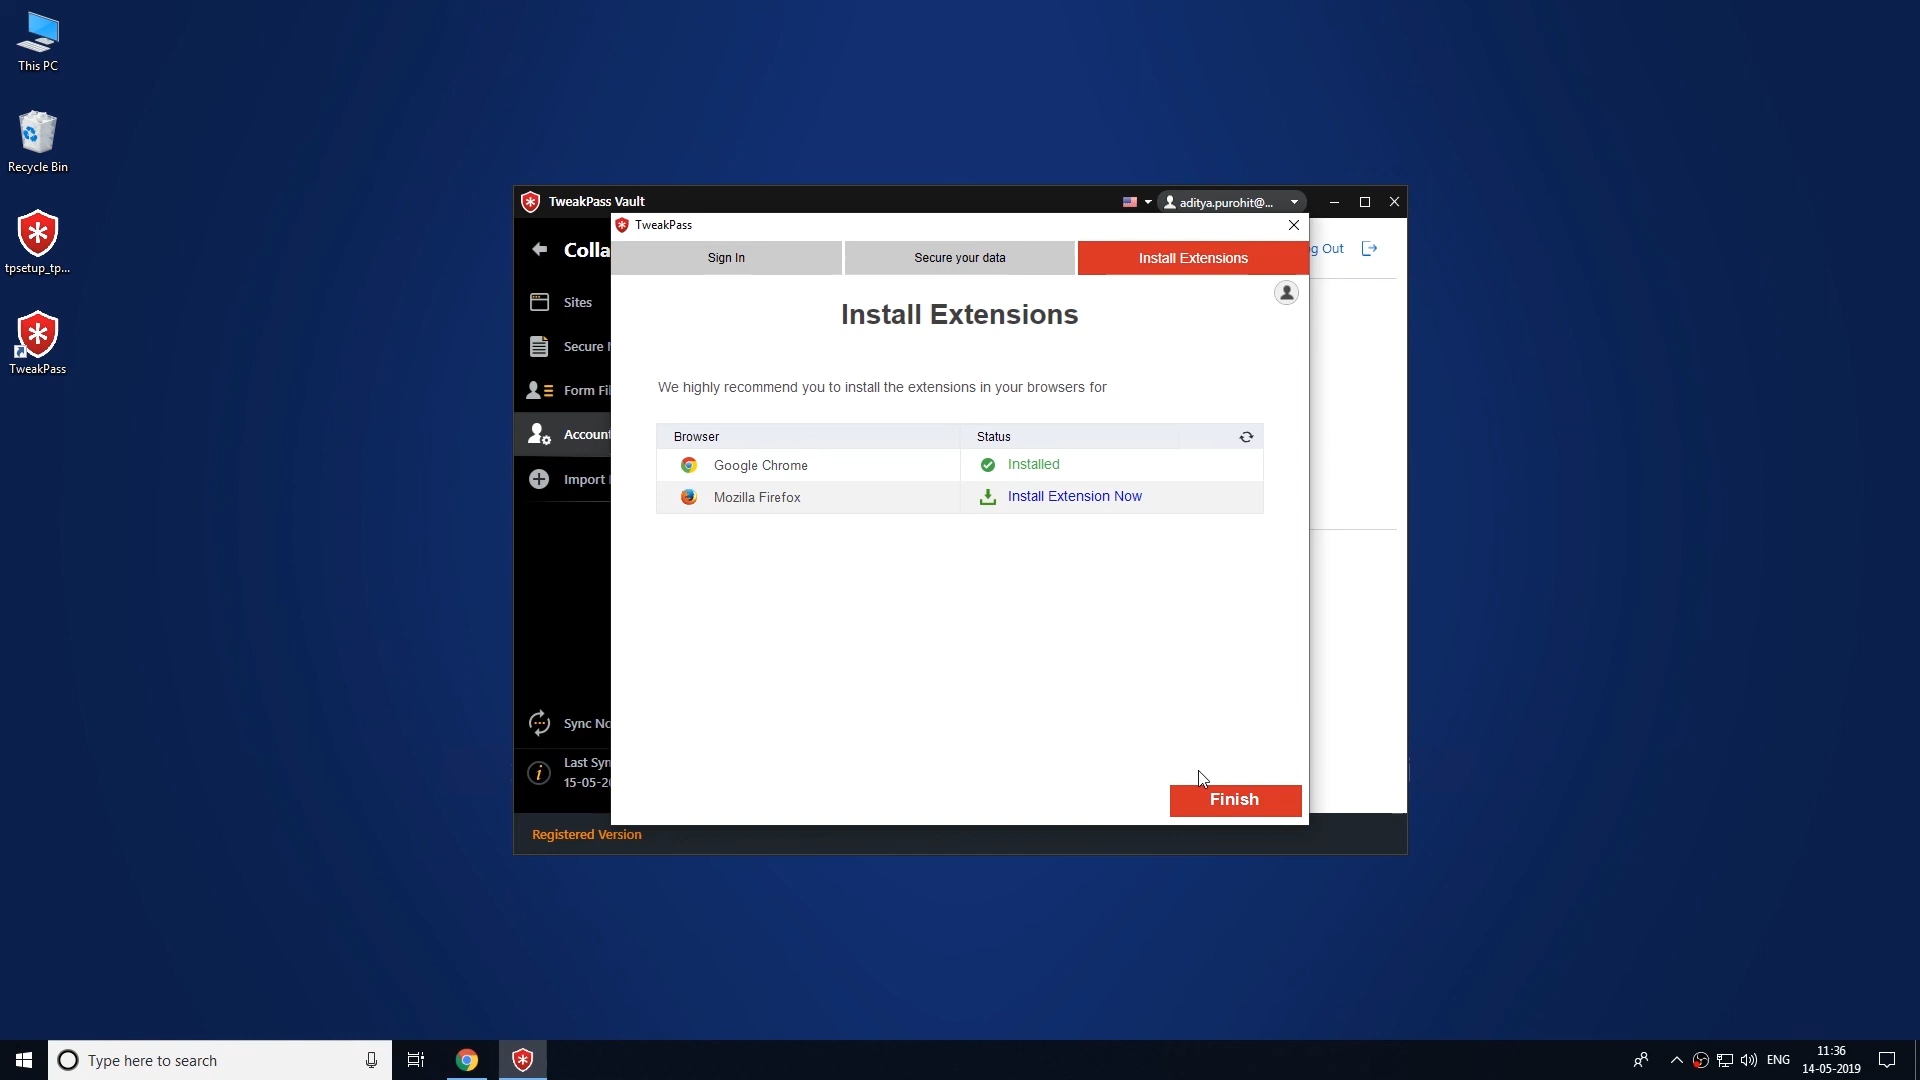 This PC
Recycle Bin
tpsetup_tp...
TweakPass
TweakPass Vault
aditya.purohit@...
Colla
g Out
Sites
Secure
Form Fil
Account
Import
Sync No
Last Syn
15-05-20
Registered Version
TweakPass
Sign In
Secure your data
Install Extensions
Install Extensions
We highly recommend you to install the extensions in your browsers for
Browser
Status
Google Chrome
Installed
Mozilla Firefox
Install Extension Now
Finish
Type here to search
ENG
11:36
14-05-2019